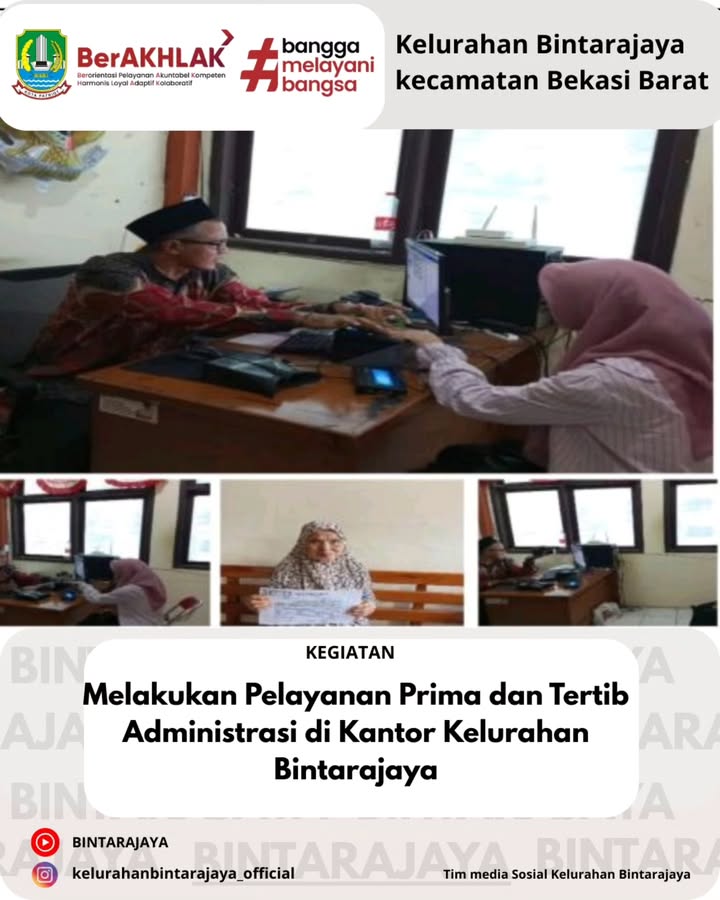 BerAKHLAK
Berorientasi Pelayanan Akuntabel Kompeten
Harmonis Loyal Adaptif Kolaboratif
#bangga
melayani
bangsa
Kelurahan Bintarajaya
kecamatan Bekasi Barat
KEGIATAN
Melakukan Pelayanan Prima dan Tertib
Administrasi di Kantor Kelurahan
Bintarajaya
BINTARAJAYA
kelurahanbintarajaya_official
Tim media Sosial Kelurahan Bintarajaya
BINTARAJAYA